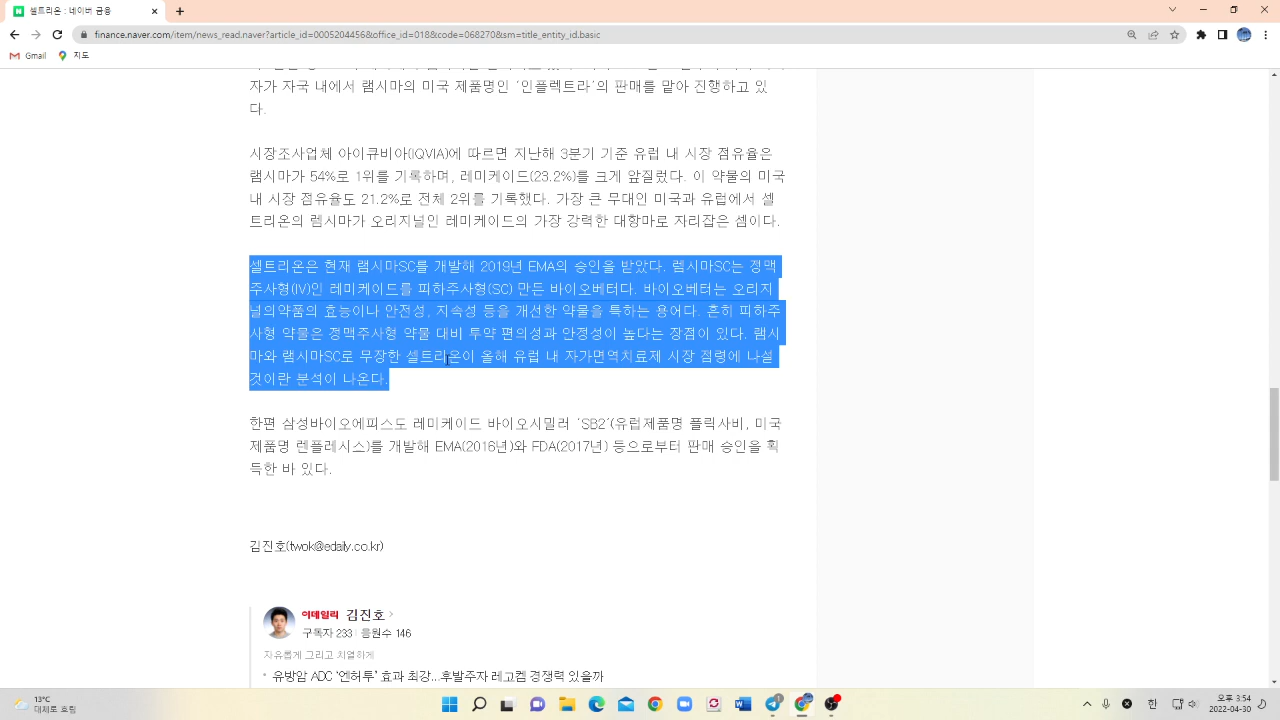 셀트리온 : 네이버 금융
finance.naver.com/item/news_read.naver?article_id=0005204456&office_id=018&code=068270&sm=title_entity_id.basic
Gmail 지도
자가 자국 내에서 램시마의 미국 제품명인 '인플렉트라'의 판매를 맡아 진행하고 있
다.
시장조사업체 아이큐비아(IQVIA)에 따르면 지난해 3분기 기준 유럽 내 시장 점유율은
램시마가 54%로 1위를 기록하며, 레미케이드(23.2%)를 크게 앞질렀다. 이 약물의 미국
내 시장 점유율도 21.2%로 전체 2위를 기록했다. 가장 큰 무대인 미국과 유럽에서 셀
트리온의 렘시마가 오리지널인 레미케이드의 가장 강력한 대항마로 자리잡은 셈이다.
셀트리온은 현재 램시마SC를 개발해 2019년 EMA의 승인을 받았다. 렘시마SC는 정맥
주사형(IV)인 레미케이드를 피하주사형(SC) 만든 바이오베터다. 바이오베터는 오리지
널의약품의 효능이나 안전성, 지속성 등을 개선한 약물을 특하는 용어다. 흔히 피하주
사형 약물은 정맥주사형 약물 대비 투약 편의성과 안정성이 높다는 장점이 있다. 램시
마와 램시마SC로 무장한 셀트리온이 올해 유럽 내 자가면역치료제 시장 점령에 나설
것이란 분석이 나온다.
한편 삼성바이오에피스도 레미케이드 바이오시밀러 'SB2'(유럽제품명 플릭사비, 미국
제품명 렌플레시스)를 개발해 EMA(2016년)와 FDA(2017년) 등으로부터 판매 승인을 획
득한 바 있다.
김진호(twok@edaily.co.kr)
이데일리 김진호 >
구독자 233 응원수 146
자유롭게 그리고 치열하게
유방암 ADC '엔허투' 효과 최강...후발주자 레고켐 경쟁력 있을까
13°C
대체로 흐림
한
오후 3:54
2022-04-30